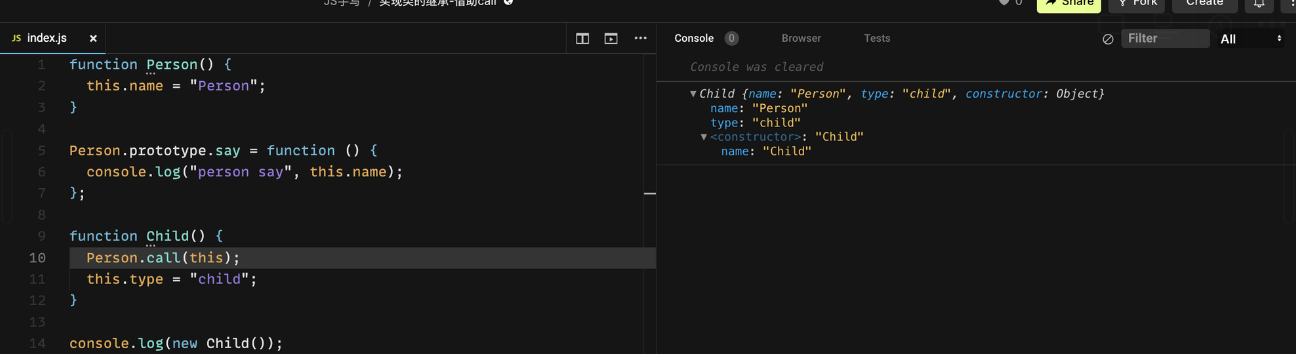 JS手写 / 实现类的继承-借助call
0
Share
Fork
Create
JS index.js ×
1 function Person() {
2 this.name = "Person";
3 }
4
5 Person.prototype.say = function () {
6 console.log("person say", this.name);
7 };
8
9 function Child() {
10 Person.call(this);
11 this.type = "child";
12 }
13
14 console.log(new Child());
Console 0 Browser Tests Filter All
Console was cleared
▼Child {name: "Person", type: "child", constructor: Object}
name: "Person"
type: "child"
▼<constructor>: "Child"
name: "Child"